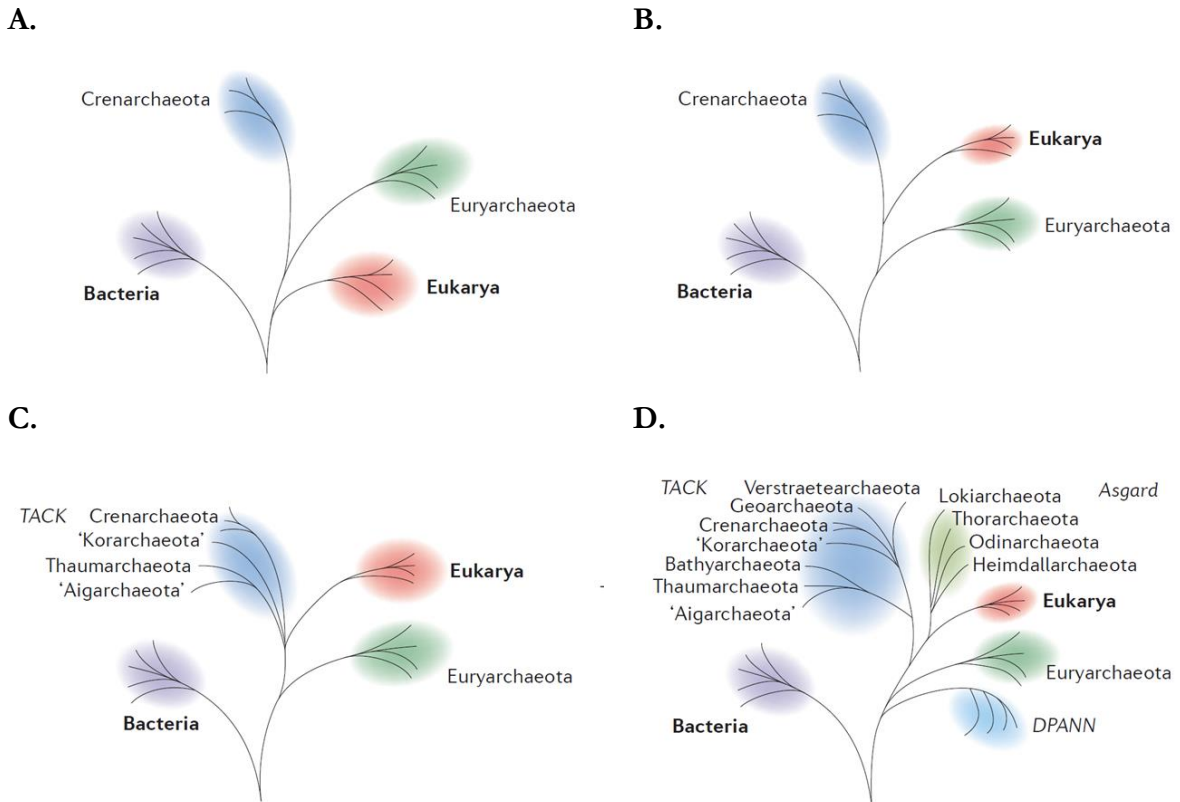 A.
B.
Crenarchaeota
Euryarchaeota
Bacteria
Eukarya
Crenarchaeota
Eukarya
Euryarchaeota
Bacteria
C.
D.
TACK Crenarchaeota
'Korarchaeota'
Thaumarchaeota
'Aigarchaeota'
Eukarya
Euryarchaeota
Bacteria
-
TACK Verstraetearchaeota
Geoarchaeota
Crenarchaeota
'Korarchaeota'
Bathyarchaeota
Thaumarchaeota
'Aigarchaeota'
Lokiarchaeota Asgard
Thorarchaeota
Odinarchaeota
Heimdallarchaeota
Eukarya
Euryarchaeota
DPANN
Bacteria